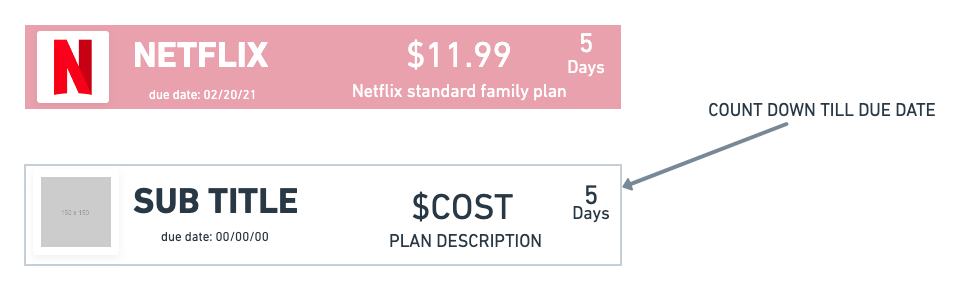 N
NETFLIX
due date: 02/20/21
$11.99
Netflix standard family plan
5
Days
COUNT DOWN TILL DUE DATE
150 x 150
SUB TITLE
due date: 00/00/00
$COST
PLAN DESCRIPTION
5
Days